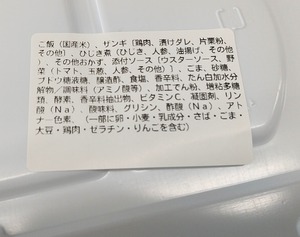 ご飯（国産米）、ザンギ（鶏肉、漬けダレ、片栗粉、
その他）、ひじき煮（ひじき、人参、油揚げ、その他）
、その他おかず、添付ソース［ウスターソース、野
菜（トマト、玉葱、人参、その他）、ごま、砂糖、
ブドウ糖液糖、醸造酢、食塩、香辛料、たん白加水分
解物／調味料（アミノ酸等）、加工でん粉、増粘多糖
類、酵素、香辛料抽出物、ビタミンＣ、凝固剤、リン
酸（Ｎａ）、酸味料、グリシン、酢酸（Ｎａ）、アト
ナー色素、（一部に卵・小麦・乳成分・さば・ごま・
大豆・鶏肉・ゼラチン・りんごを含む）